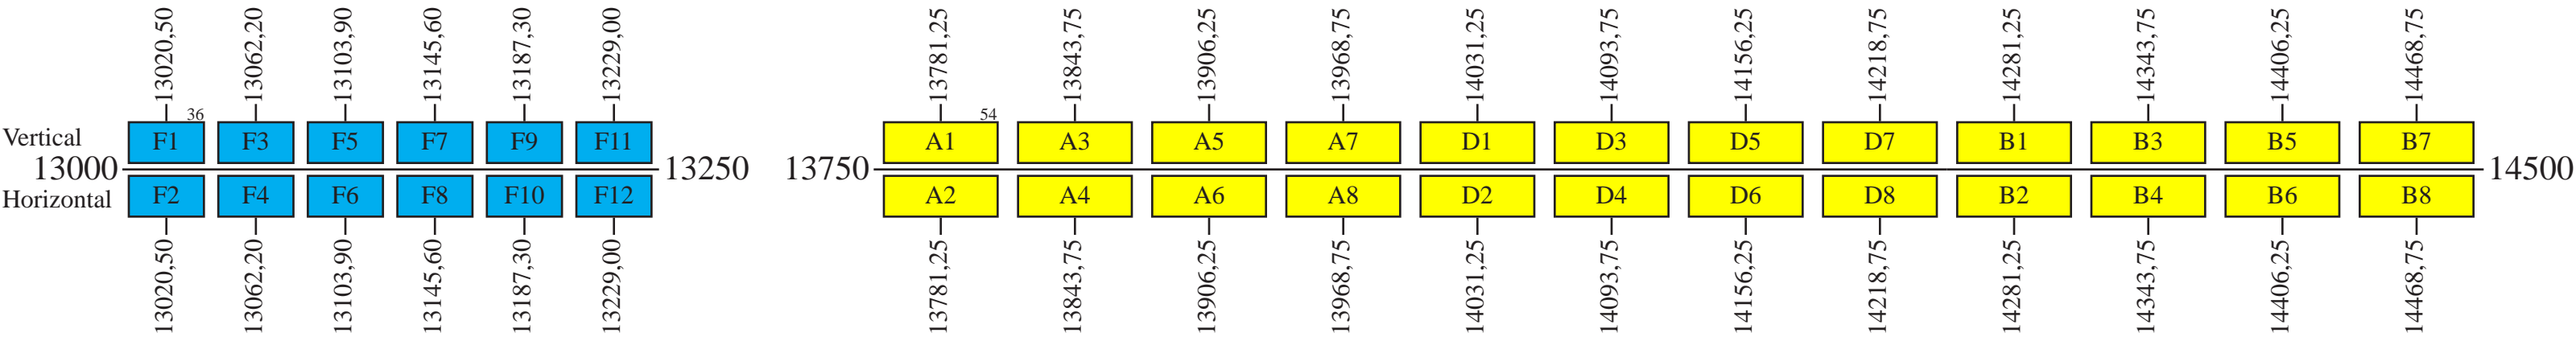 13020,50 13062,20 13103,90 13145,60 13187,30 13229,00 13781,25 13843,75 13906,25 13968,75 14031,25 14093,75 14156,25 14218,75 14281,25 14343,75 14406,25 14468,75
36 54
Vertical F1 F3 F5 F7 F9 F11 A1 A3 A5 A7 D1 D3 D5 D7 B1 B3 B5 B7
13000 13250 13750 14500
Horizontal F2 F4 F6 F8 F10 F12 A2 A4 A6 A8 D2 D4 D6 D8 B2 B4 B6 B8
13020,50 13062,20 13103,90 13145,60 13187,30 13229,00 13781,25 13843,75 13906,25 13968,75 14031,25 14093,75 14156,25 14218,75 14281,25 14343,75 14406,25 14468,75